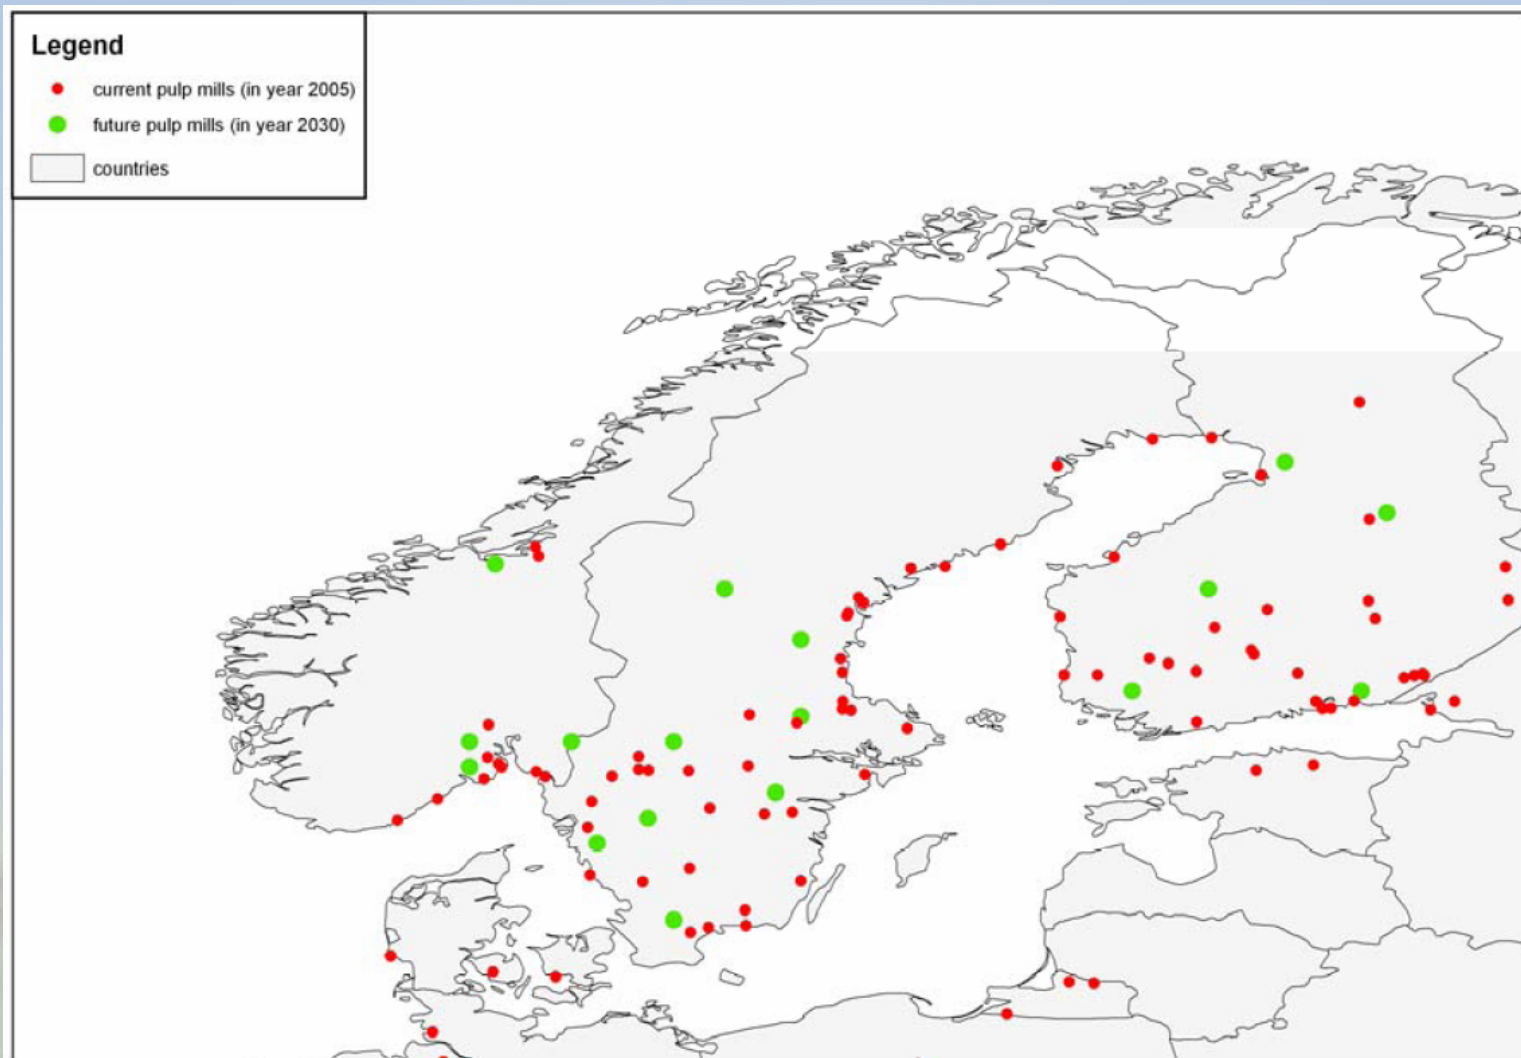 Legend
current pulp mills (in year 2005)
future pulp mills (in year 2030)
countries